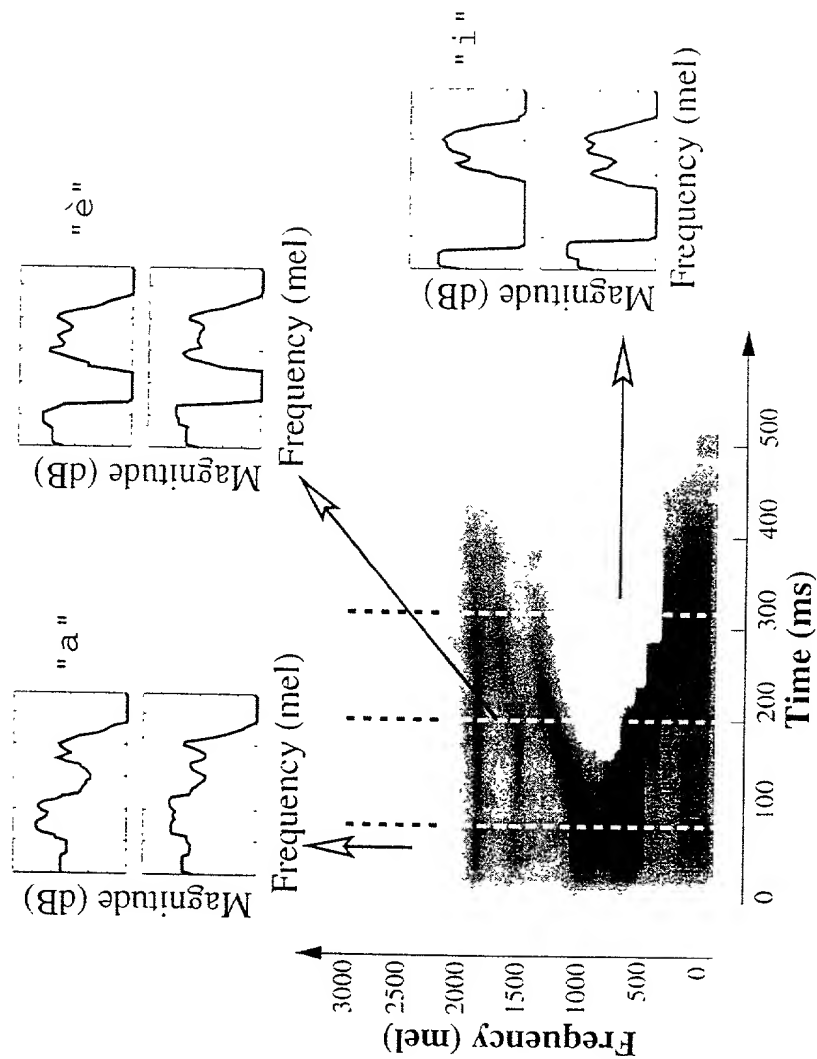 "a"
Magnitude (dB)
Frequency (mel)
"è"
Magnitude (dB)
Frequency (mel)
"i"
Magnitude (dB)
Frequency (mel)
Frequency (mel)
3000
2500
2000
1500
1000
500
0
0 100 200 300 400 500
Time (ms)